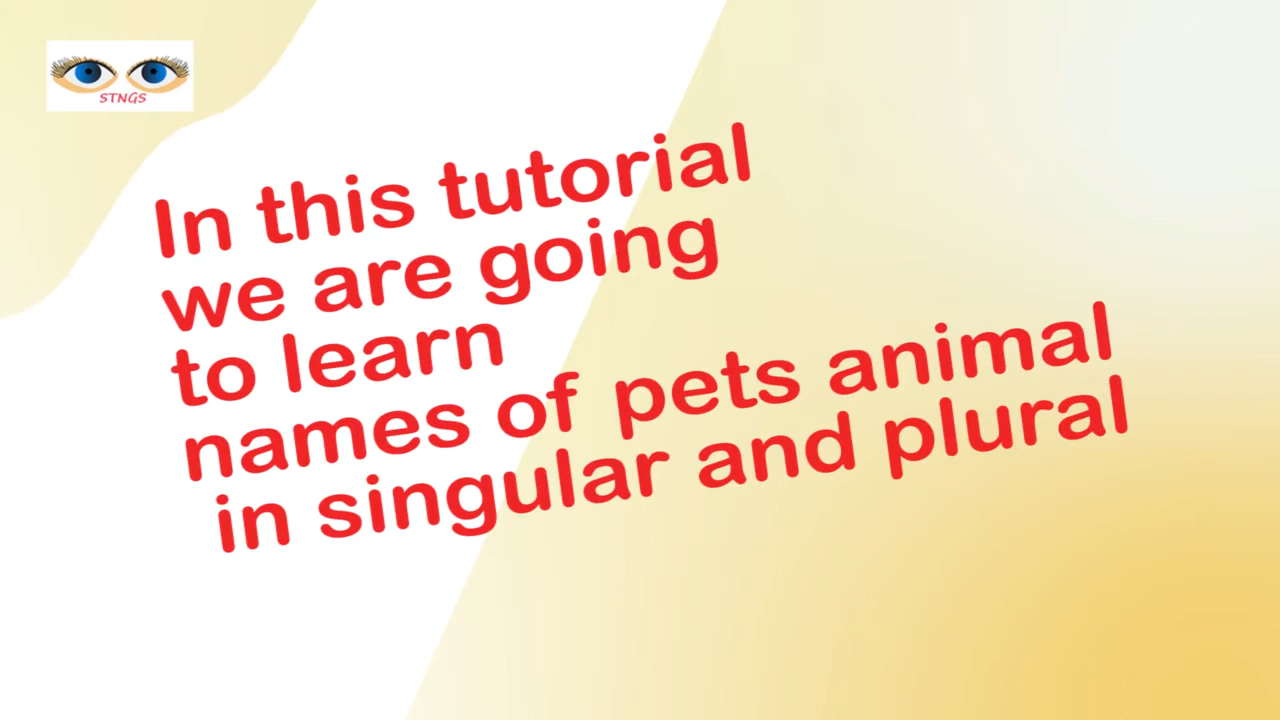 STNGS
In this tutorial
we are going
to learn
names of pets animal
in singular and plural